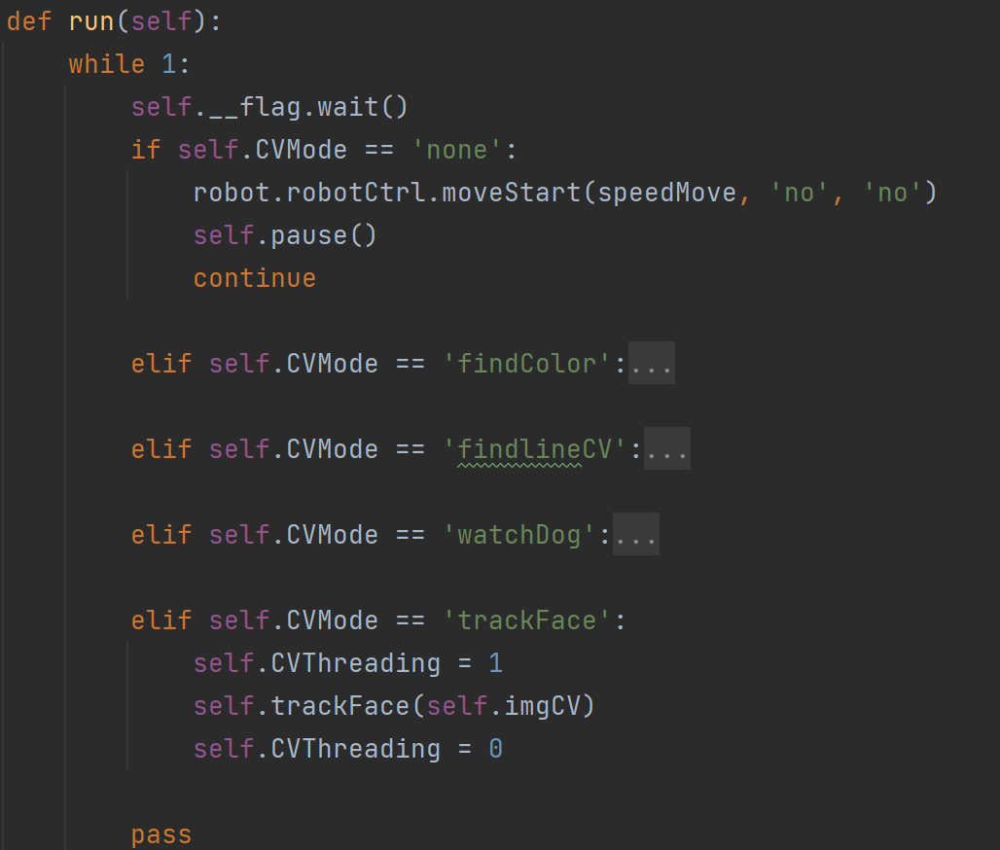 def run(self):
while 1:
self.__flag.wait()
if self.CVMode == 'none':
robot.robotCtrl.moveStart(speedMove, 'no', 'no')
self.pause()
continue
elif self.CVMode == 'findColor':...
elif self.CVMode == 'findlineCV':...
elif self.CVMode == 'watchDog':...
elif self.CVMode == 'trackFace':
self.CVThreading = 1
self.trackFace(self.imgCV)
self.CVThreading = 0
pass